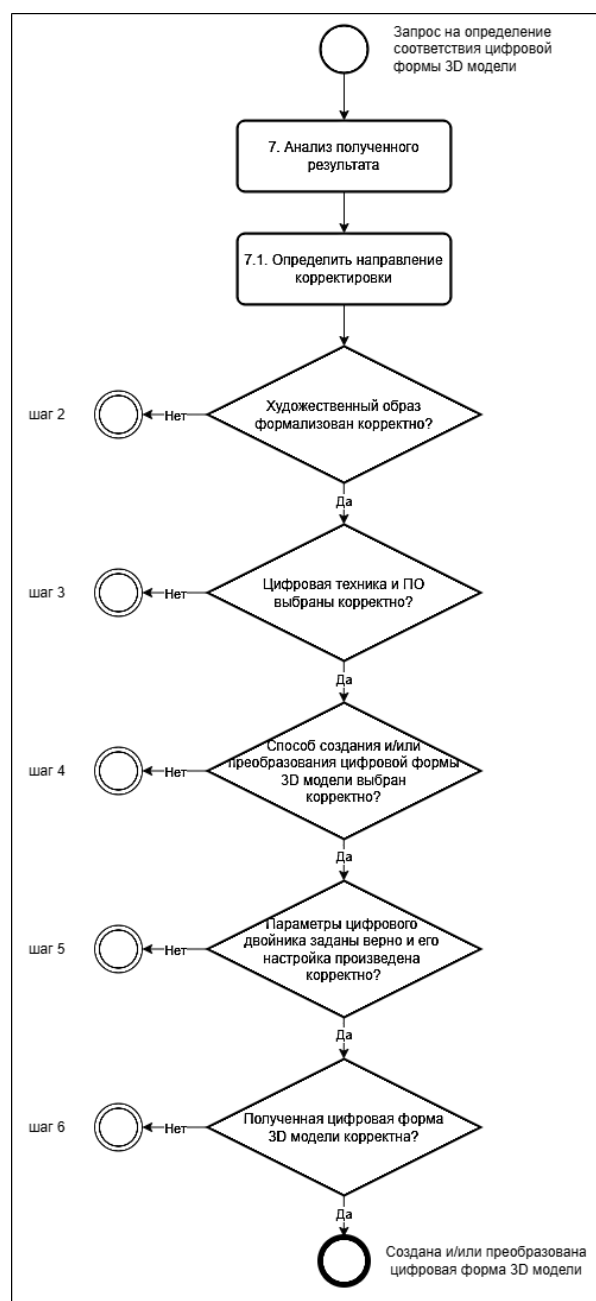 Запрос на определение
соответствия цифровой
формы 3D модели
7. Анализ полученного
результата
7.1. Определить направление
корректировки
Художественный образ
формализован корректно?
шаг 2
Нет
Да
Цифровая техника и ПО
выбраны корректно?
шаг 3
Нет
Да
Способ создания и/или
преобразования цифровой формы
3D модели выбран
корректно?
шаг 4
Нет
Да
Параметры цифрового
двойника заданы верно и его
настройка произведена
корректно?
шаг 5
Нет
Да
Полученная цифровая форма
3D модели корректна?
шаг 6
Нет
Да
Создана и/или преобразована
цифровая форма 3D модели